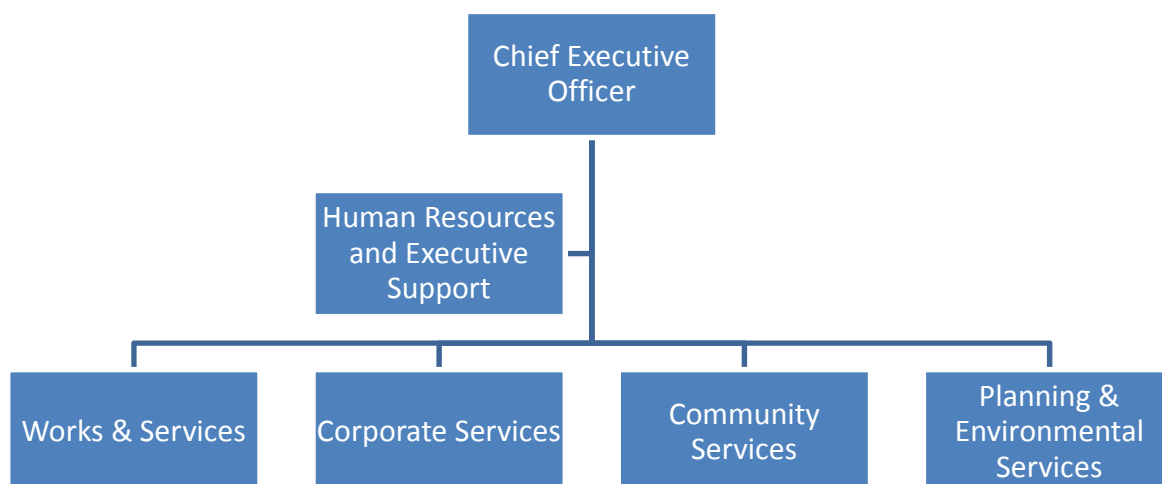 Chief Executive
Officer
Human Resources
and Executive
Support
Works & Services
Corporate Services
Community
Services
Planning &
Environmental
Services